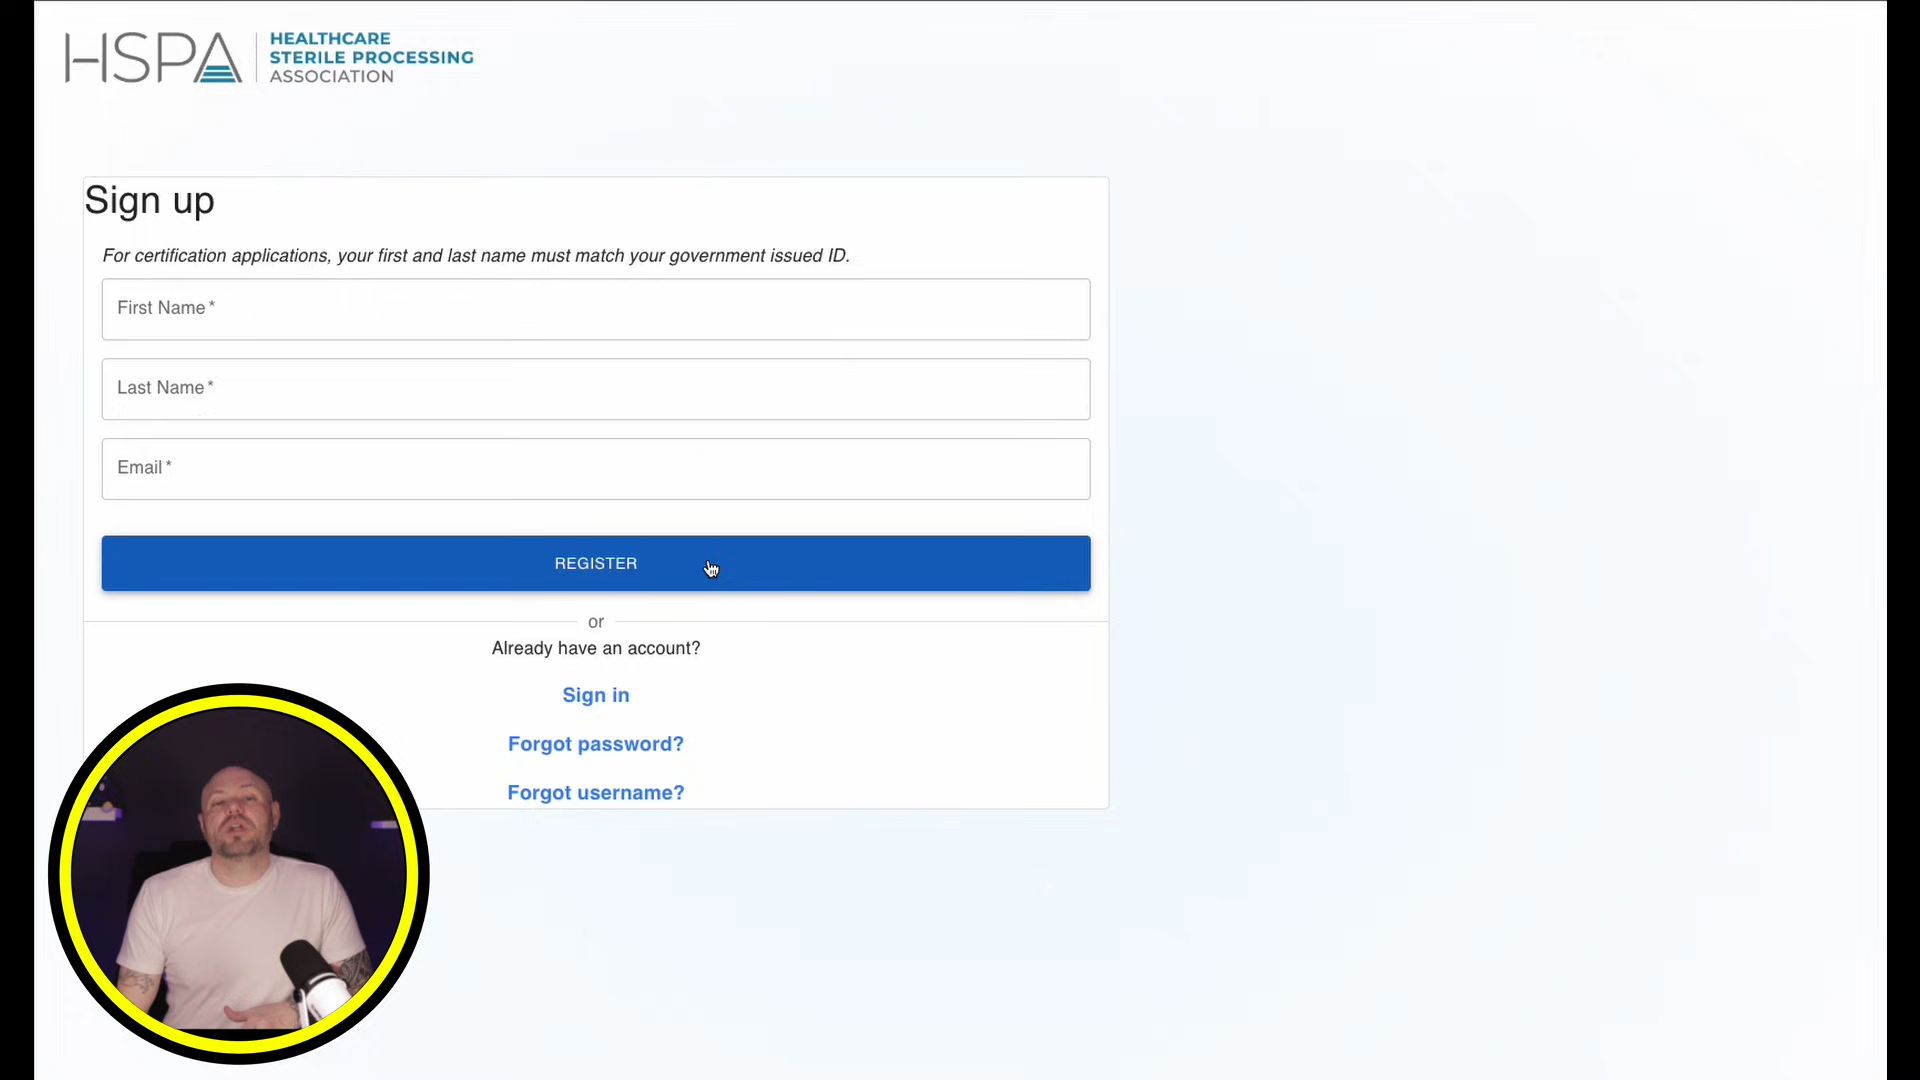 HSPA
HEALTHCARE
STERILE PROCESSING
ASSOCIATION
Sign up
For certification applications, your first and last name must match your government issued ID.
First Name *
Last Name *
Email *
REGISTER
or
Already have an account?
Sign in
Forgot password?
Forgot username?